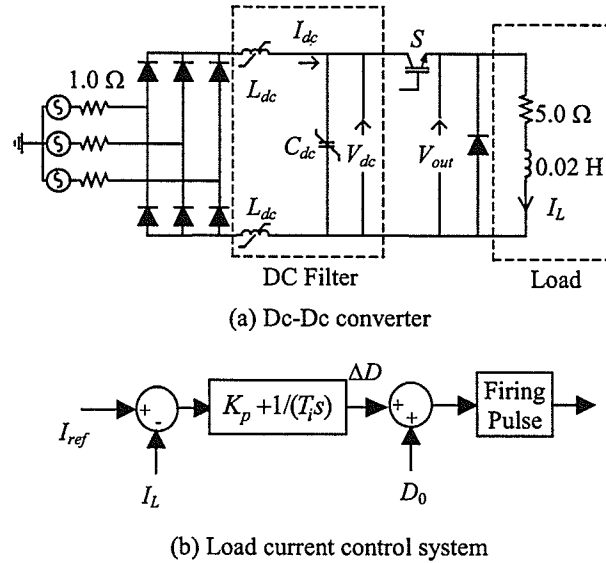 I_dc
S
1.0 Ω
L_dc
5.0 Ω
C_dc
V_dc
V_out
0.02 H
L_dc
I_L
DC Filter
Load
(a) Dc-Dc converter
ΔD
+
-
K_p +1/(T_i s)
+
+
Firing
Pulse
I_ref
I_L
D_0
(b) Load current control system